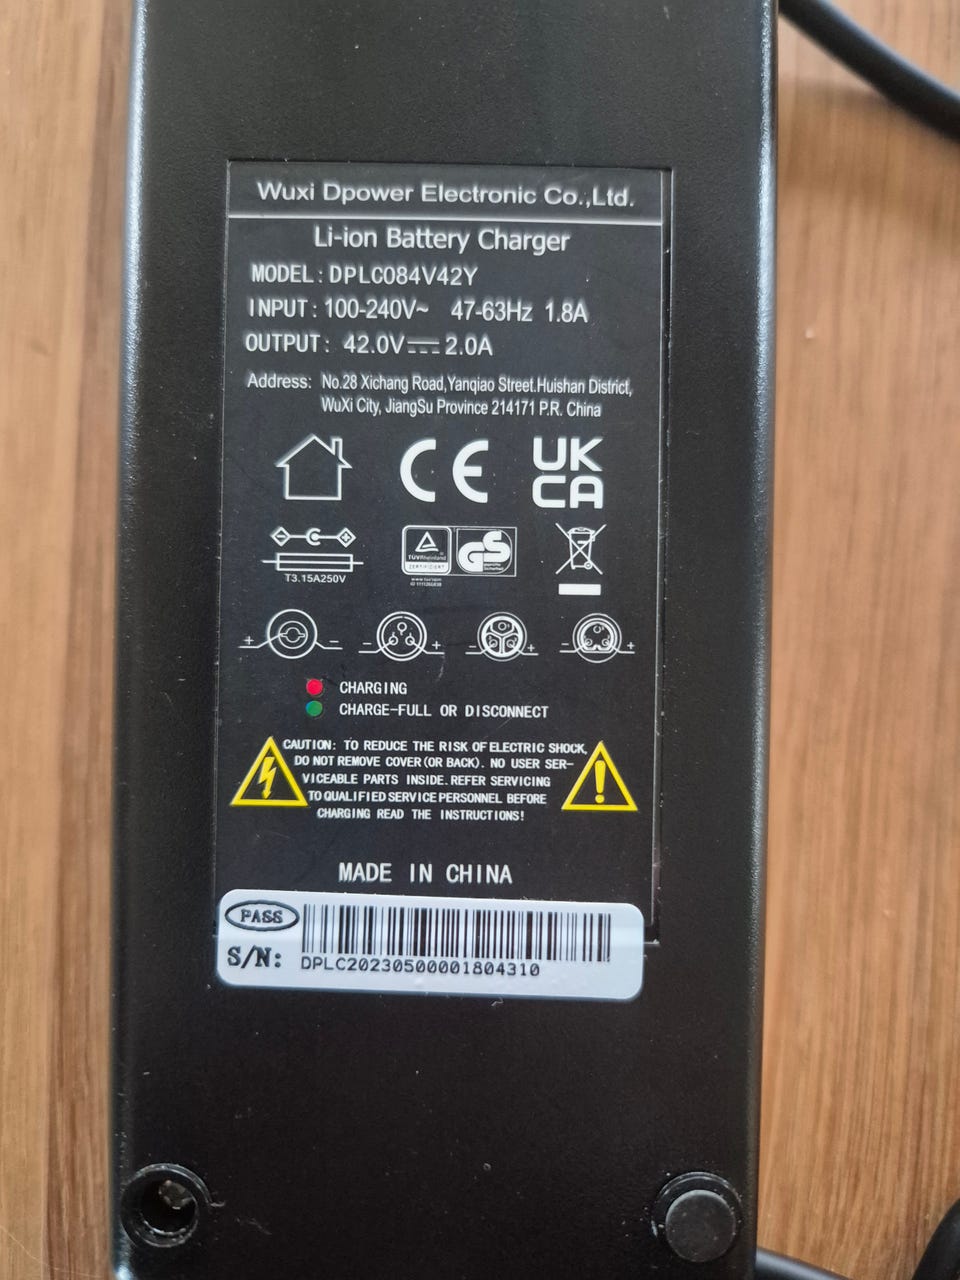 Wuxi Dpower Electronic Co.,Ltd.
Li-ion Battery Charger
MODEL: DPLC084V42Y
INPUT: 100-240V~ 47-63Hz 1.8A
OUTPUT: 42.0V⎓2.0A
Address: No.28 Xichang Road,Yanqiao Street.Huishan District,
WuXi City, JiangSu Province 214171 P.R. China
CE
UK
CA
T3.15A250V
TÜVRheinland
ZERTIFIZIERT
GS
geprüfte
Sicherheit
+ −
− +
− +
− +
CHARGING
CHARGE-FULL OR DISCONNECT
CAUTION: TO REDUCE THE RISK OF ELECTRIC SHOCK,
DO NOT REMOVE COVER(OR BACK). NO USER SER-
VICEABLE PARTS INSIDE.REFER SERVICING
TO QUALIFIED SERVICE PERSONNEL BEFORE
CHARGING READ THE INSTRUCTIONS!
MADE IN CHINA
PASS
S/N:
DPLC20230500001804310